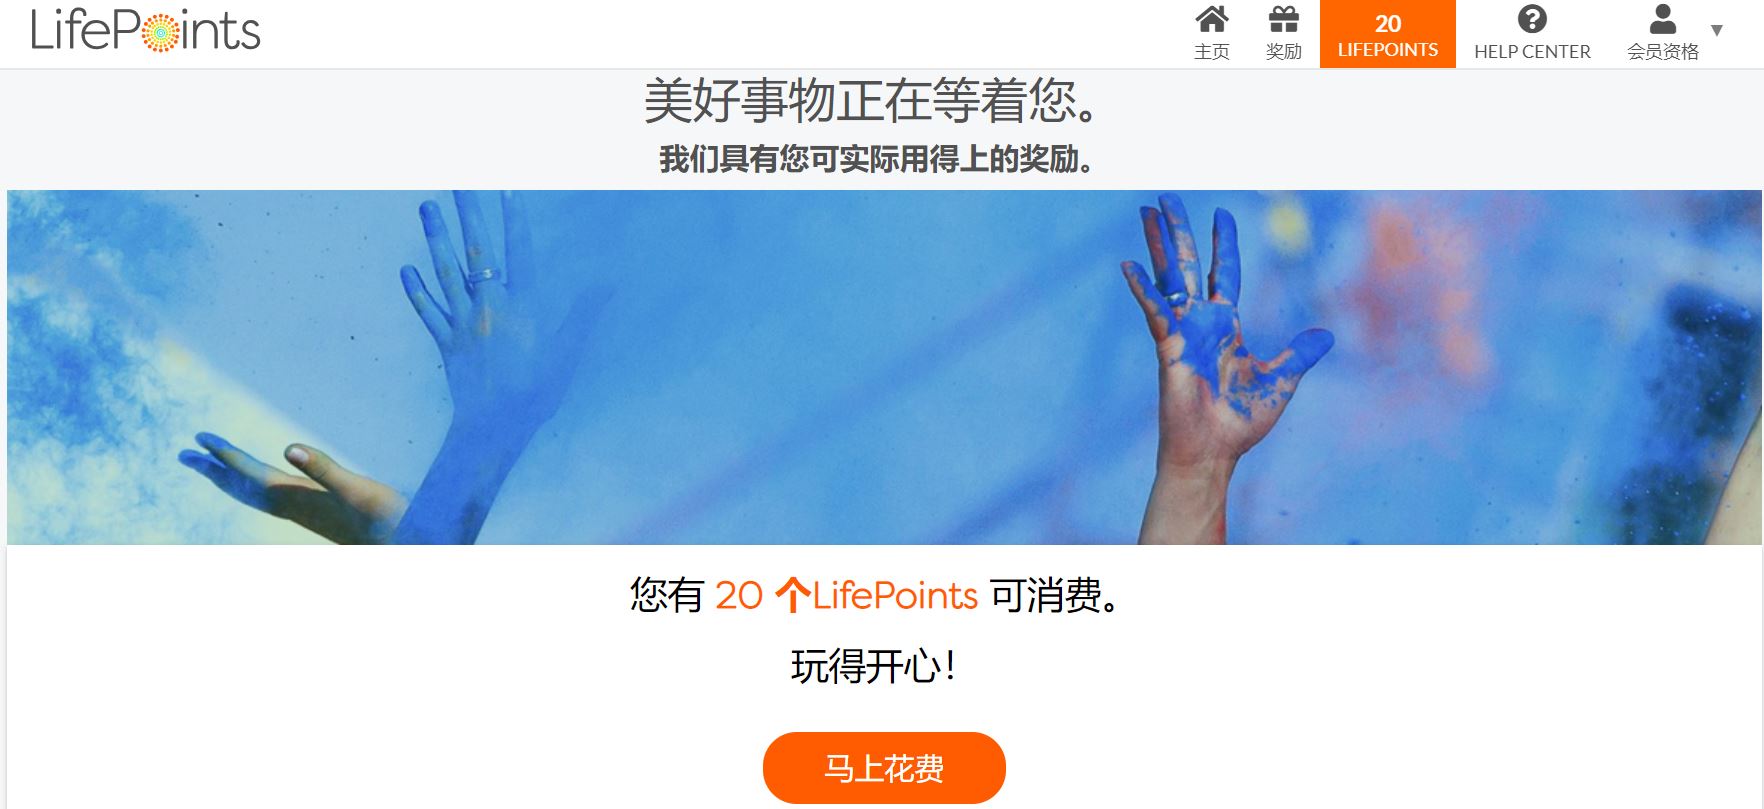 LifePoints
主页
奖励
20
LIFEPOINTS
HELP CENTER
会员资格
美好事物正在等着您。
我们具有您可实际用得上的奖励。
您有 20 个LifePoints 可消费。
玩得开心！
马上花费